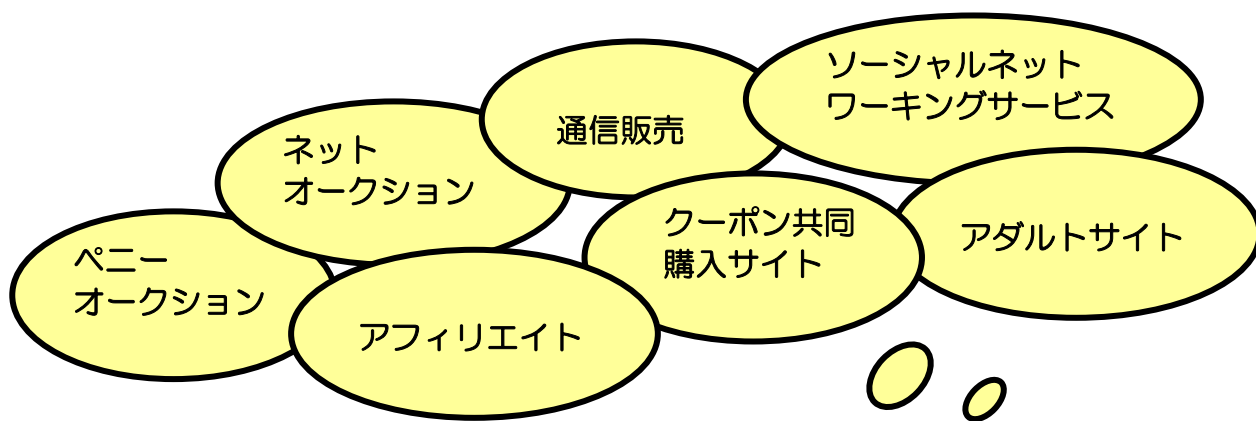 ソーシャルネット
ワーキングサービス
通信販売
ネット
オークション
クーポン共同
購入サイト
アダルトサイト
ペニー
オークション
アフィリエイト